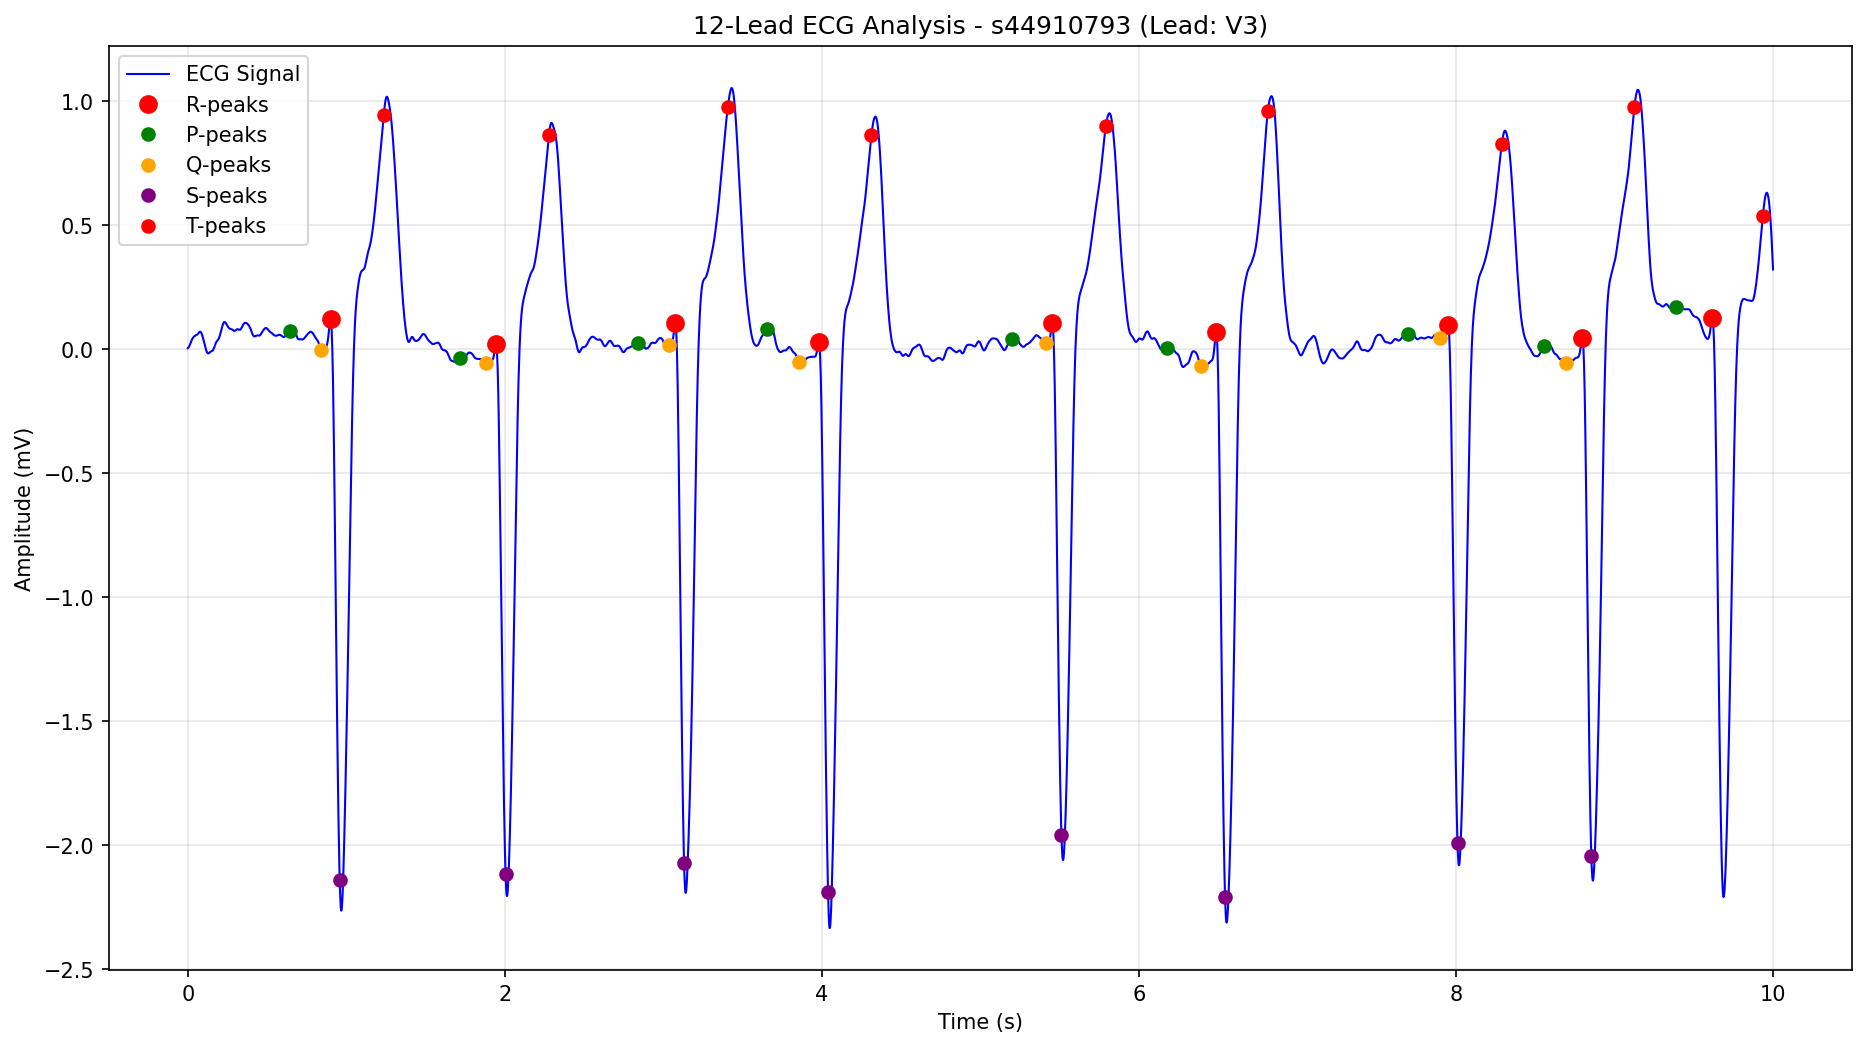 12-Lead ECG Analysis - s44910793 (Lead: V3)
ECG Signal
R-peaks
P-peaks
Q-peaks
S-peaks
T-peaks
1.0
0.5
0.0
−0.5
−1.0
−1.5
−2.0
−2.5
Amplitude (mV)
0 2 4 6 8 10
Time (s)